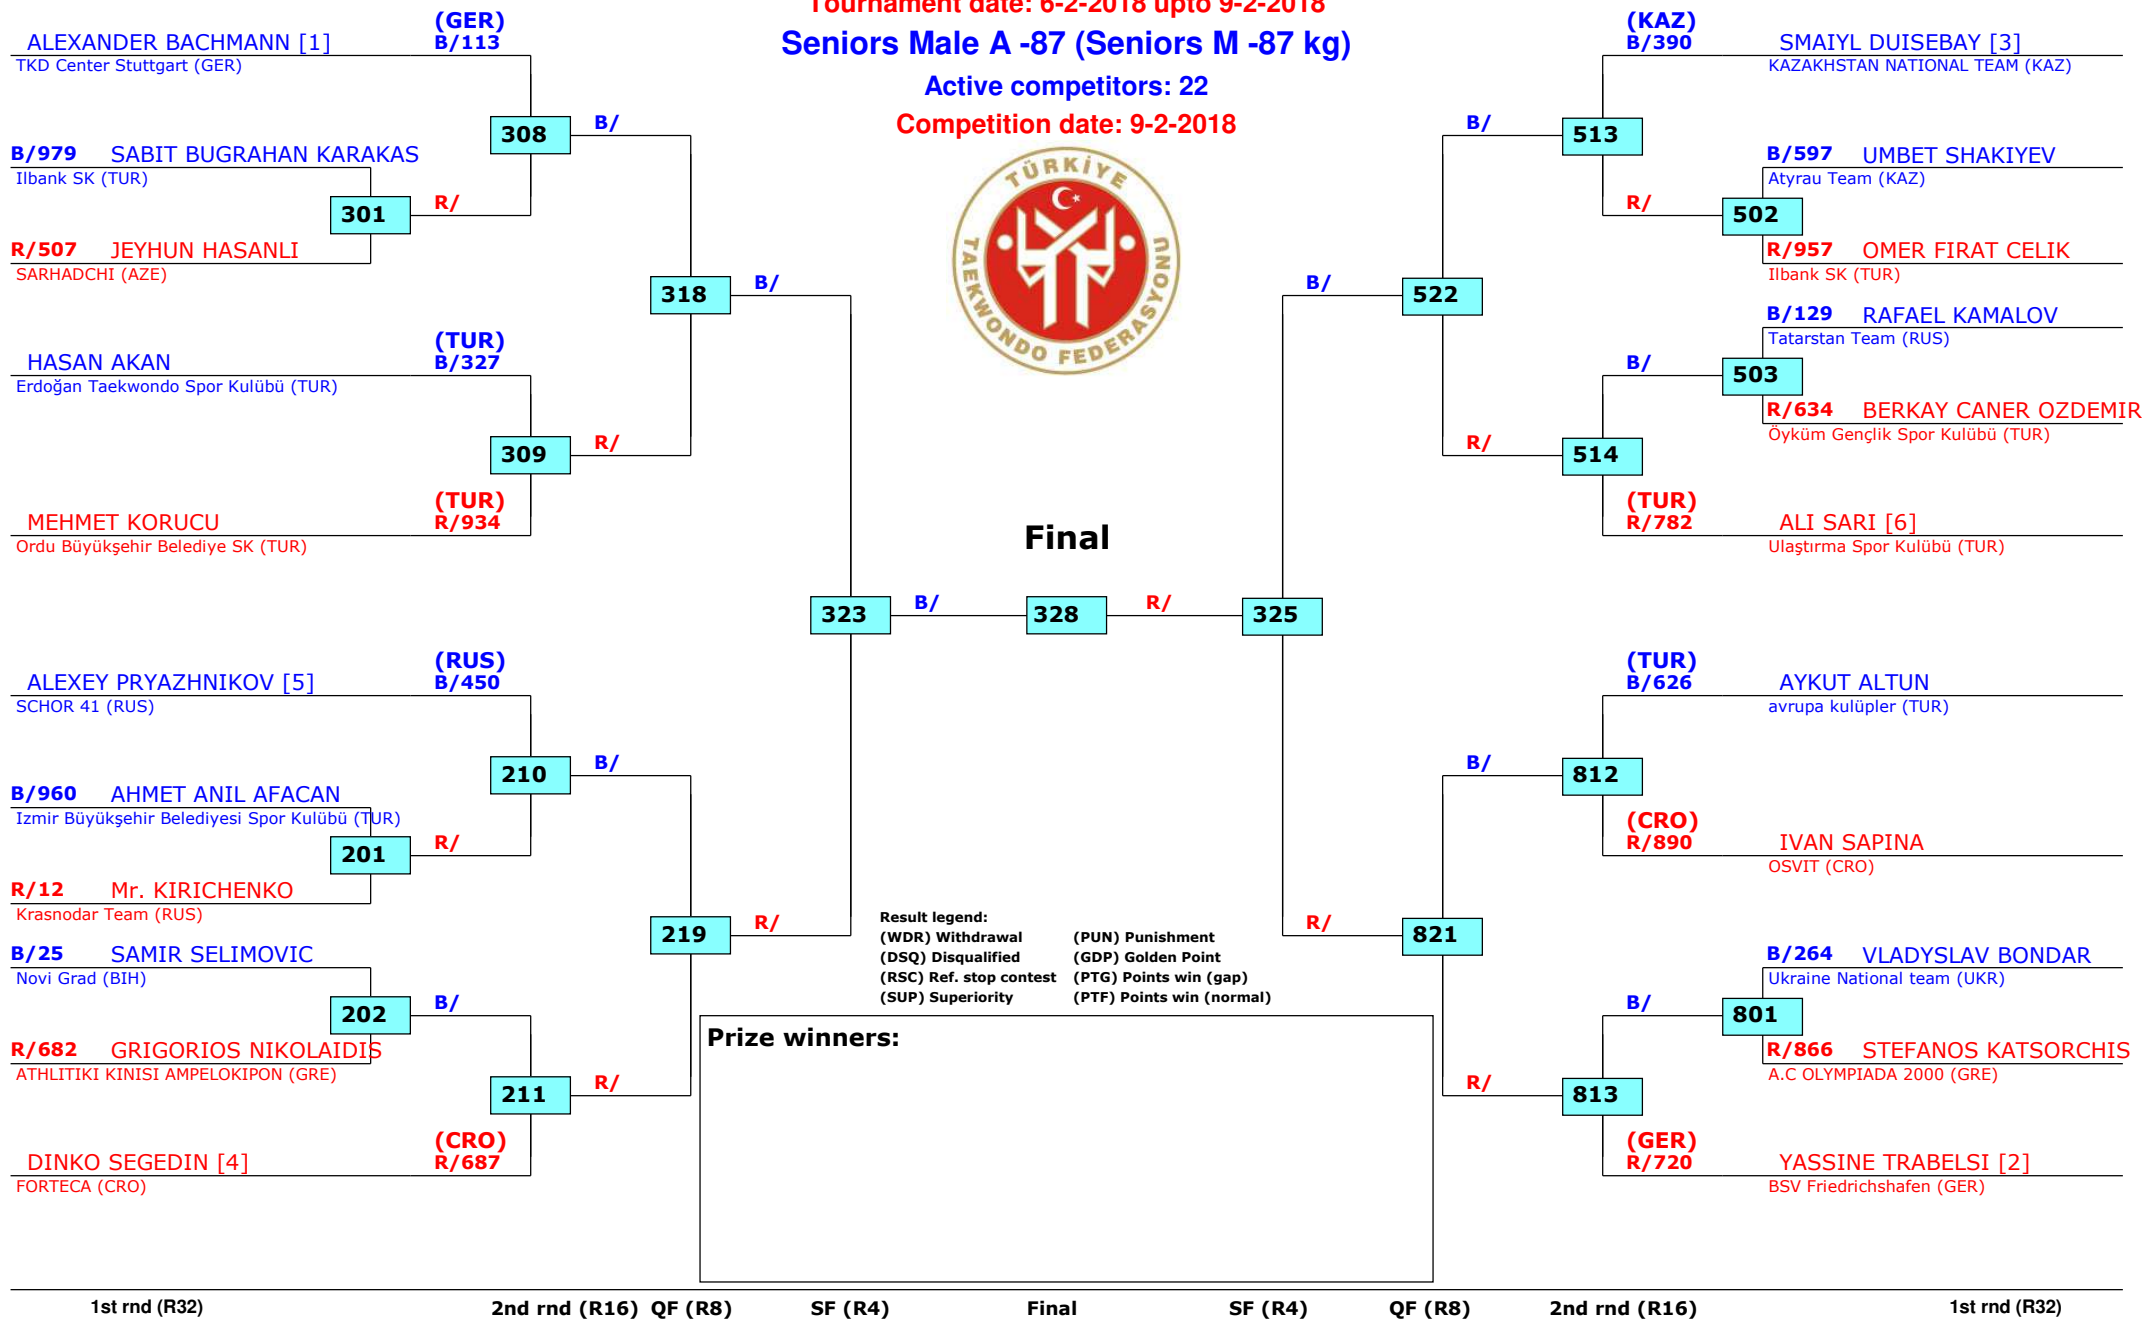 Tournament date: 6-2-2018 upto 9-2-2018
Seniors Male A -87 (Seniors M -87 kg)
Active competitors: 22
Competition date: 9-2-2018
TÜRKİYE
TAEKWONDO FEDERASYONU
(GER)
ALEXANDER BACHMANN [1] B/113
TKD Center Stuttgart (GER)
308 B/
B/979 SABIT BUGRAHAN KARAKAS
Ilbank SK (TUR)
301 R/
R/507 JEYHUN HASANLI
SARHADCHI (AZE)
318 B/
(TUR)
HASAN AKAN B/327
Erdoğan Taekwondo Spor Kulübü (TUR)
309 R/
(TUR)
MEHMET KORUCU R/934
Ordu Büyükşehir Belediye SK (TUR)
323 B/
(RUS)
ALEXEY PRYAZHNIKOV [5] B/450
SCHOR 41 (RUS)
210 B/
B/960 AHMET ANIL AFACAN
Izmir Büyükşehir Belediyesi Spor Kulübü (TUR)
201 R/
R/12 Mr. KIRICHENKO
Krasnodar Team (RUS)
219 R/
B/25 SAMIR SELIMOVIC
Novi Grad (BIH)
202 B/
R/682 GRIGORIOS NIKOLAIDIS
ATHLITIKI KINISI AMPELOKIPON (GRE)
211 R/
(CRO)
DINKO SEGEDIN [4] R/687
FORTECA (CRO)
Final
328
(KAZ)
B/390 SMAIYL DUISEBAY [3]
KAZAKHSTAN NATIONAL TEAM (KAZ)
B/ 513
B/597 UMBET SHAKIYEV
Atyrau Team (KAZ)
R/ 502
R/957 OMER FIRAT CELIK
Ilbank SK (TUR)
B/ 522
B/129 RAFAEL KAMALOV
Tatarstan Team (RUS)
B/ 503
R/634 BERKAY CANER OZDEMIR
Öyküm Gençlik Spor Kulübü (TUR)
R/ 514
(TUR)
R/782 ALI SARI [6]
Ulaştırma Spor Kulübü (TUR)
R/ 325
(TUR)
B/626 AYKUT ALTUN
avrupa kulüpler (TUR)
B/ 812
(CRO)
R/890 IVAN SAPINA
OSVIT (CRO)
R/ 821
B/264 VLADYSLAV BONDAR
Ukraine National team (UKR)
B/ 801
R/866 STEFANOS KATSORCHIS
A.C OLYMPIADA 2000 (GRE)
R/ 813
(GER)
R/720 YASSINE TRABELSI [2]
BSV Friedrichshafen (GER)
Result legend:
(WDR) Withdrawal (PUN) Punishment
(DSQ) Disqualified (GDP) Golden Point
(RSC) Ref. stop contest (PTG) Points win (gap)
(SUP) Superiority (PTF) Points win (normal)
Prize winners:
1st rnd (R32) 2nd rnd (R16) QF (R8) SF (R4) Final SF (R4) QF (R8) 2nd rnd (R16) 1st rnd (R32)